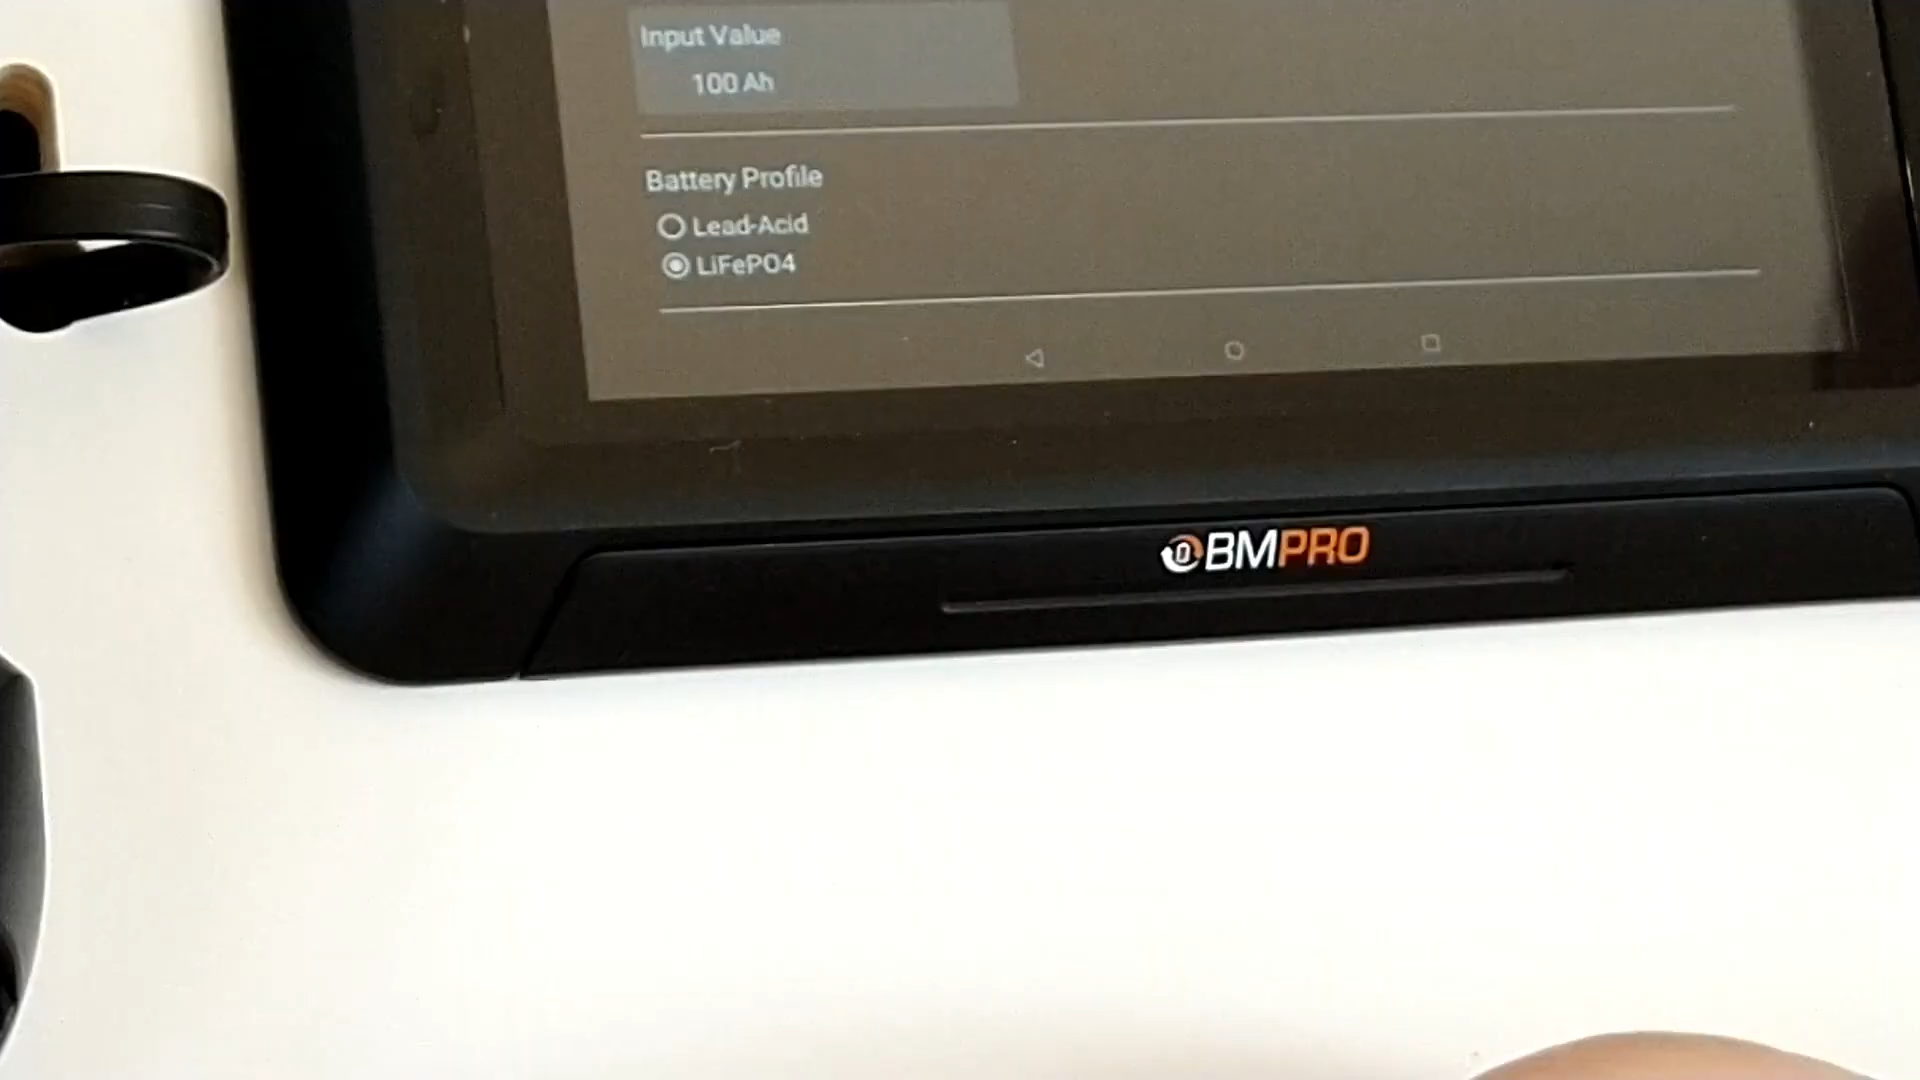 Input Value
100 Ah
Battery Profile
Lead-Acid
LiFePO4
BMPRO